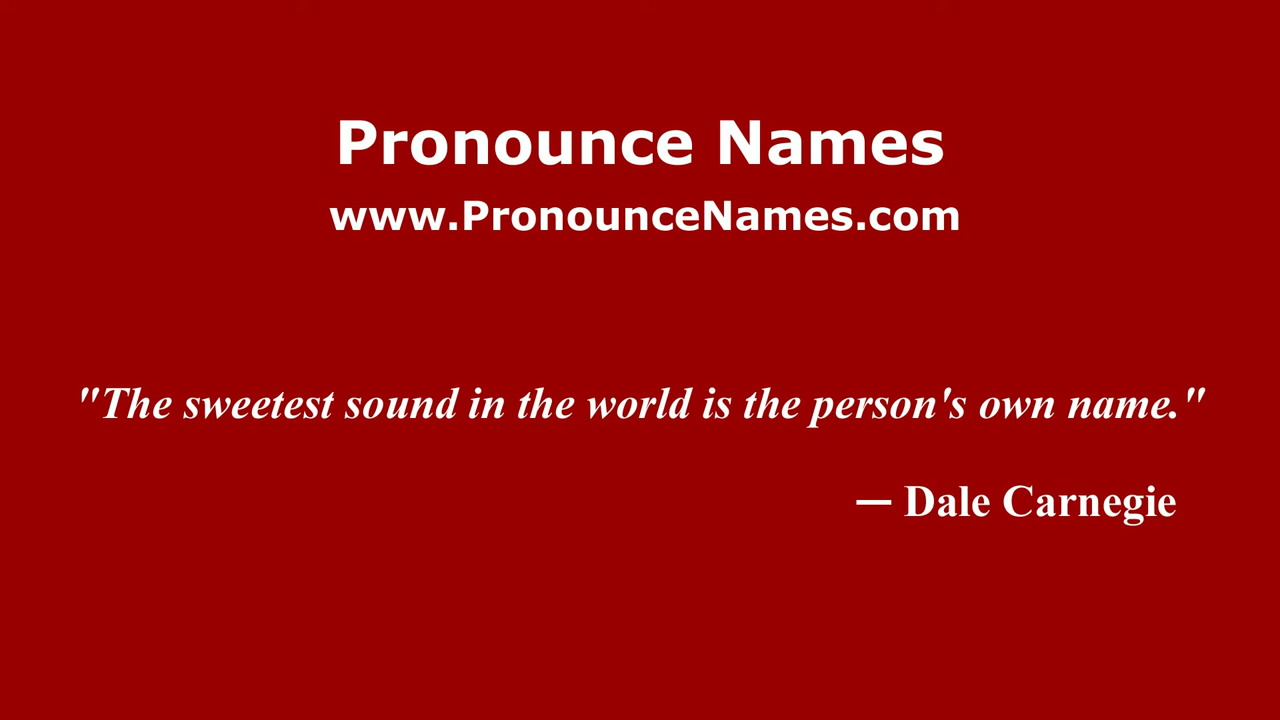 Pronounce Names
www.PronounceNames.com
"The sweetest sound in the world is the person's own name."
— Dale Carnegie